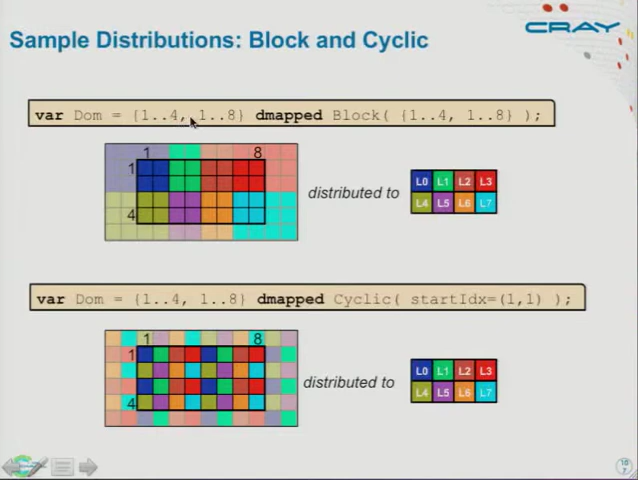 CRAY
Sample Distributions: Block and Cyclic
var Dom = {1..4, 1..8} dmapped Block( {1..4, 1..8} );
1 8
1
4
distributed to
L0 L1 L2 L3
L4 L5 L6 L7
var Dom = {1..4, 1..8} dmapped Cyclic( startIdx=(1,1) );
1 8
1
4
distributed to
L0 L1 L2 L3
L4 L5 L6 L7